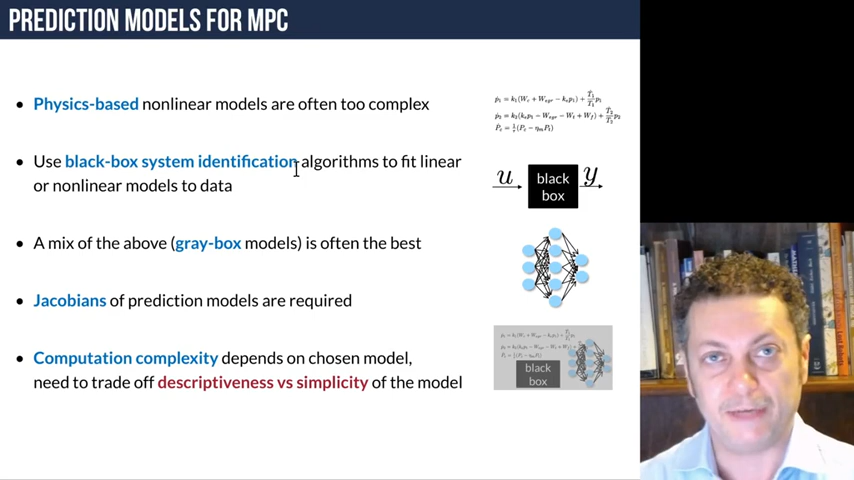 PREDICTION MODELS FOR MPC
• Physics-based nonlinear models are often too complex
• Use black-box system identification algorithms to fit linear
or nonlinear models to data
u
black
box
y
• A mix of the above (gray-box models) is often the best
• Jacobians of prediction models are required
• Computation complexity depends on chosen model,
need to trade off descriptiveness vs simplicity of the model
black
box